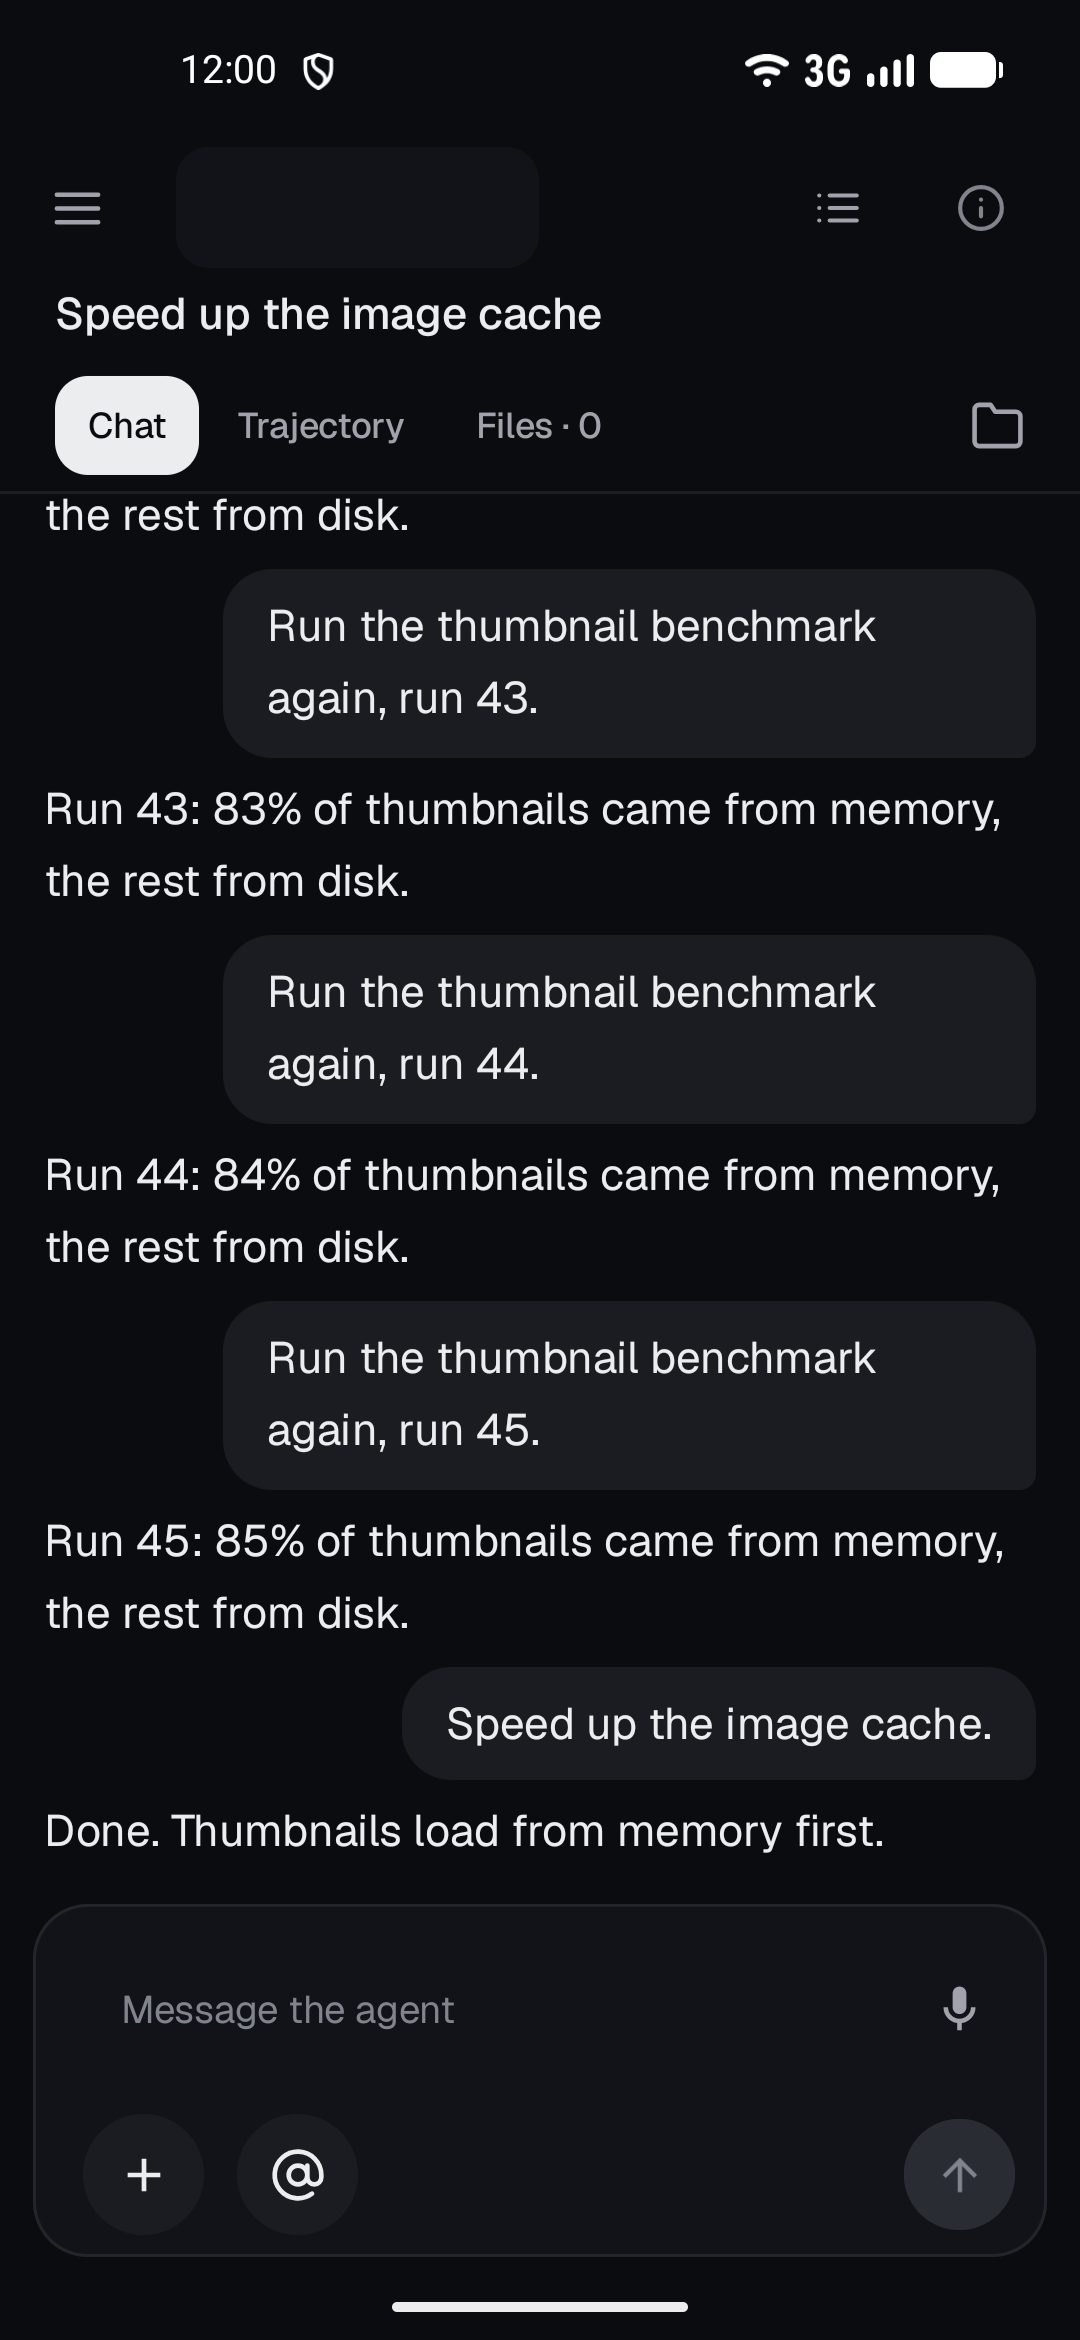 12:00
3G
Speed up the image cache
Chat
Trajectory
Files · 0
the rest from disk.
Run the thumbnail benchmark
again, run 43.
Run 43: 83% of thumbnails came from memory,
the rest from disk.
Run the thumbnail benchmark
again, run 44.
Run 44: 84% of thumbnails came from memory,
the rest from disk.
Run the thumbnail benchmark
again, run 45.
Run 45: 85% of thumbnails came from memory,
the rest from disk.
Speed up the image cache.
Done. Thumbnails load from memory first.
Message the agent